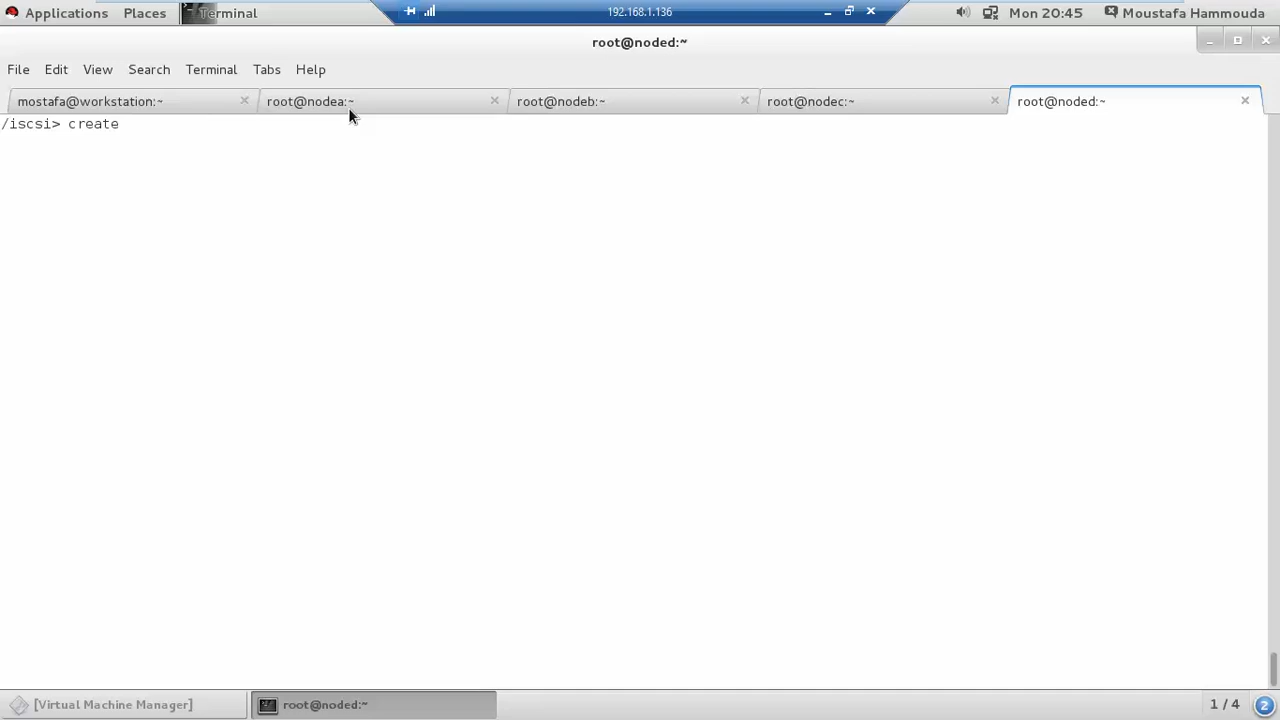 Applications Places Terminal 192.168.1.136 Mon 20:45 Moustafa Hammouda
root@noded:~
File Edit View Search Terminal Tabs Help
mostafa@workstation:~ root@nodea:~ root@nodeb:~ root@nodec:~ root@noded:~
/iscsi> create
[Virtual Machine Manager] root@noded:~ 1 / 4 2